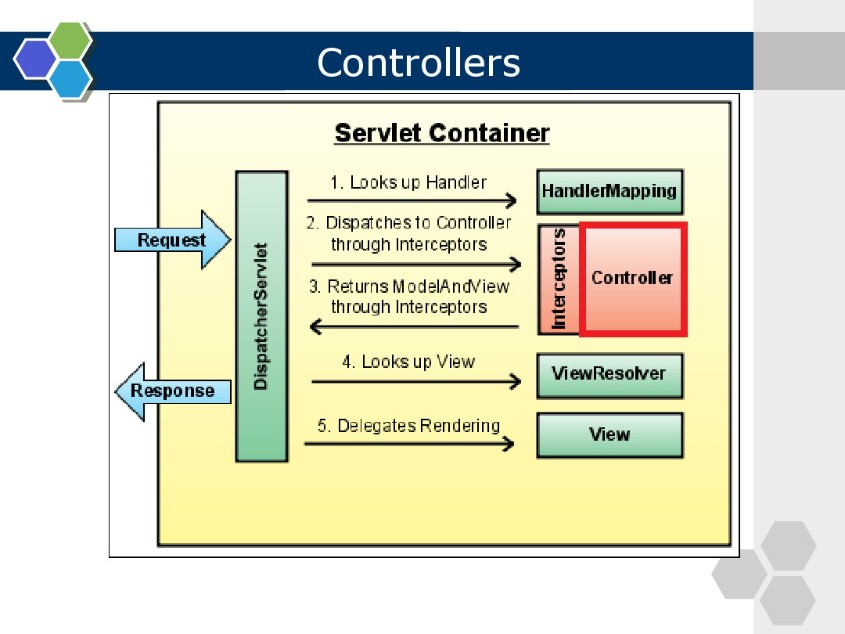 Controllers
Servlet Container
1. Looks up Handler
HandlerMapping
Request
2. Dispatches to Controller
through Interceptors
DispatcherServlet
Interceptors
Controller
3. Returns ModelAndView
through Interceptors
4. Looks up View
ViewResolver
Response
5. Delegates Rendering
View